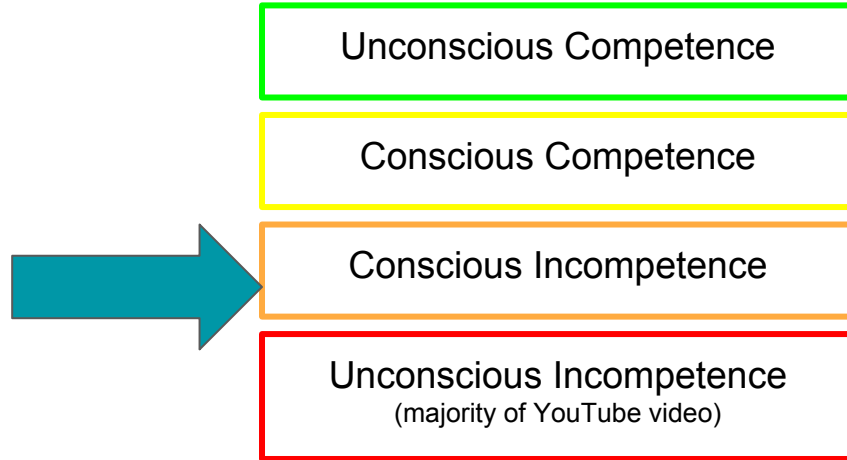 Unconscious Competence
Conscious Competence
Conscious Incompetence
Unconscious Incompetence
(majority of YouTube video)